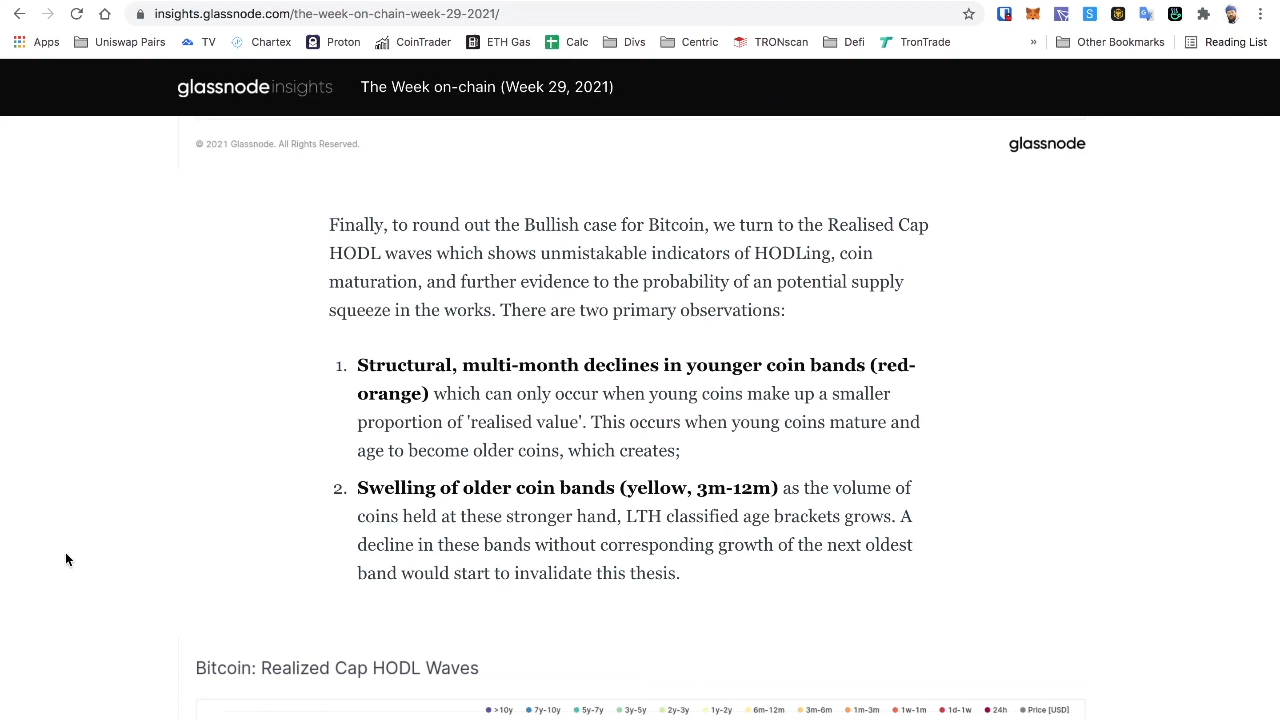 insights.glassnode.com/the-week-on-chain-week-29-2021/
Apps Uniswap Pairs TV Chartex Proton CoinTrader ETH Gas Calc Divs Centric TRONscan Defi TronTrade » Other Bookmarks Reading List
glassnodeinsights The Week on-chain (Week 29, 2021)
© 2021 Glassnode. All Rights Reserved. glassnode
Finally, to round out the Bullish case for Bitcoin, we turn to the Realised Cap
HODL waves which shows unmistakable indicators of HODLing, coin
maturation, and further evidence to the probability of an potential supply
squeeze in the works. There are two primary observations:
1. Structural, multi-month declines in younger coin bands (red-
orange) which can only occur when young coins make up a smaller
proportion of 'realised value'. This occurs when young coins mature and
age to become older coins, which creates;
2. Swelling of older coin bands (yellow, 3m-12m) as the volume of
coins held at these stronger hand, LTH classified age brackets grows. A
decline in these bands without corresponding growth of the next oldest
band would start to invalidate this thesis.
Bitcoin: Realized Cap HODL Waves
>10y 7y-10y 5y-7y 3y-5y 2y-3y 1y-2y 6m-12m 3m-6m 1m-3m 1w-1m 1d-1w 24h Price [USD]